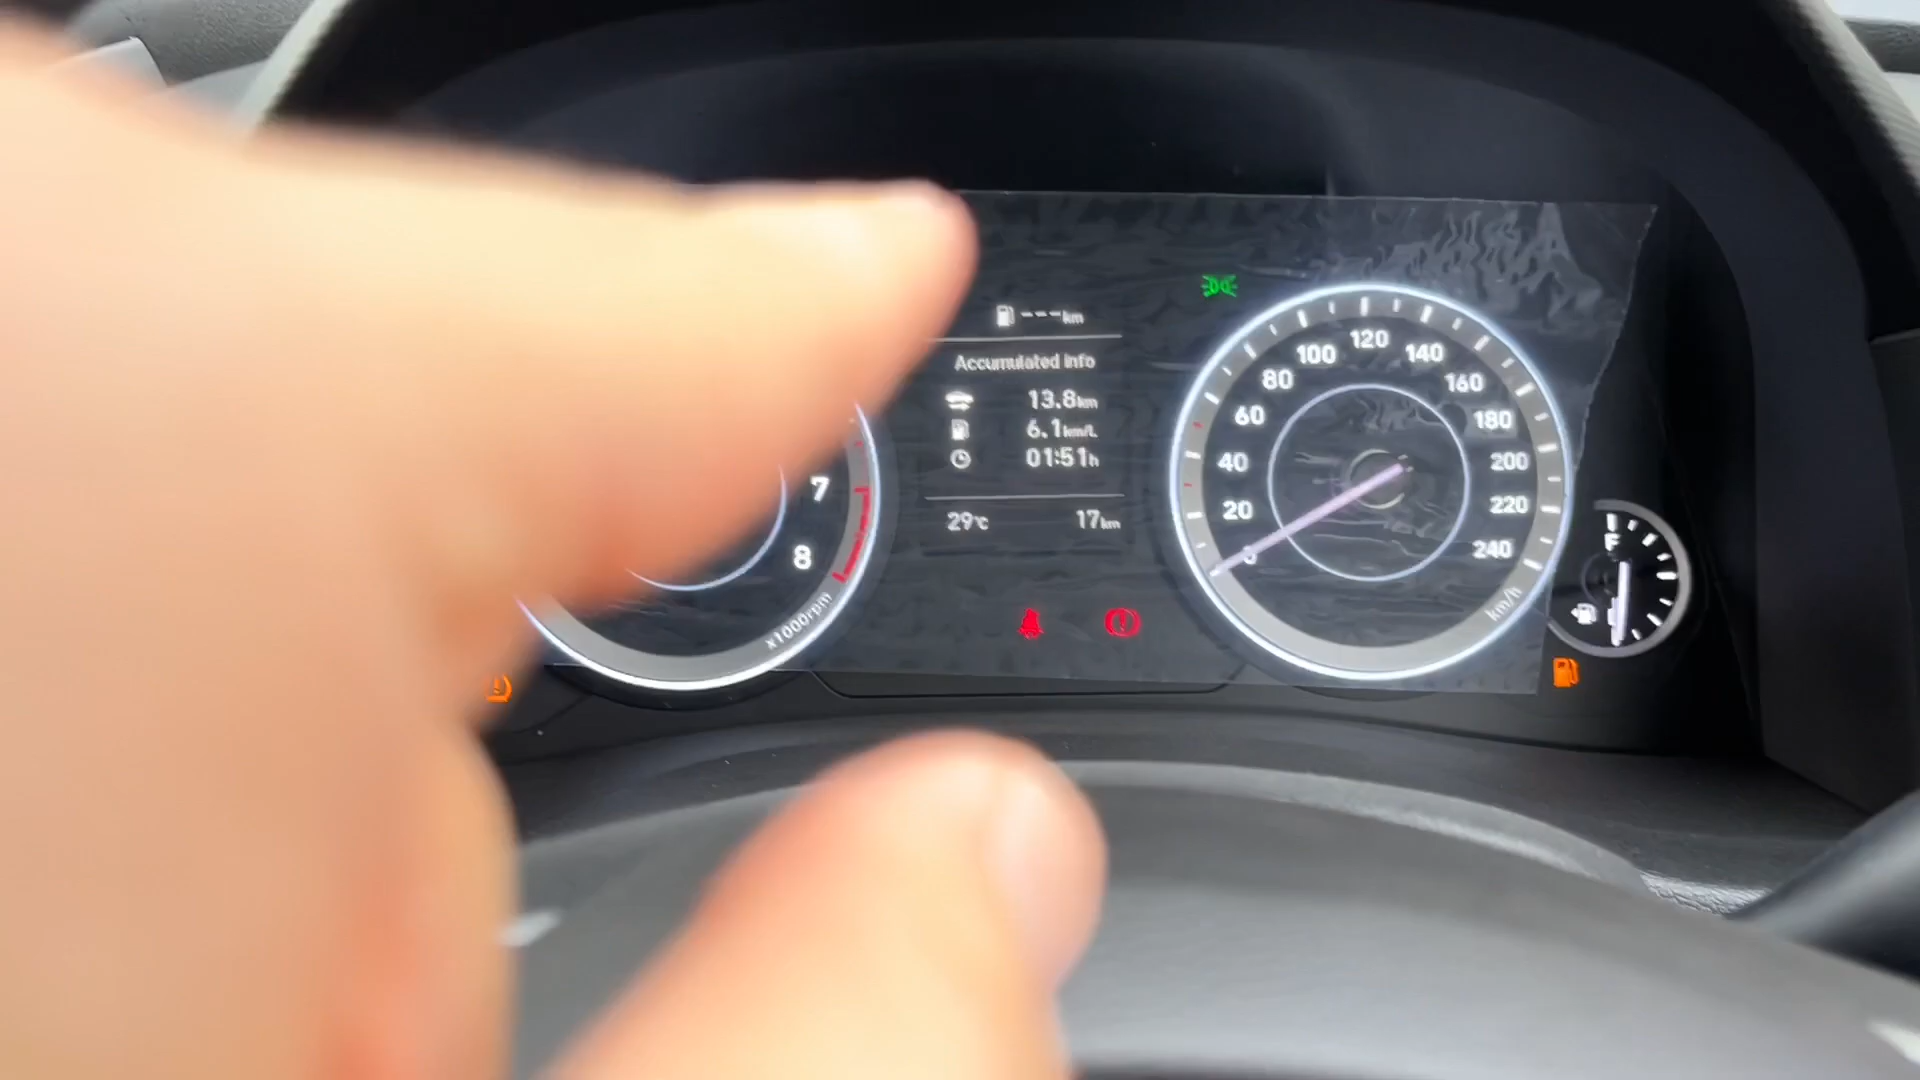 ---km
Accumulated info
13.8km
6.1km/L
01:51h
29℃ 17km
7
8
x1000rpm
0
20
40
60
80
100
120
140
160
180
200
220
240
km/h
F